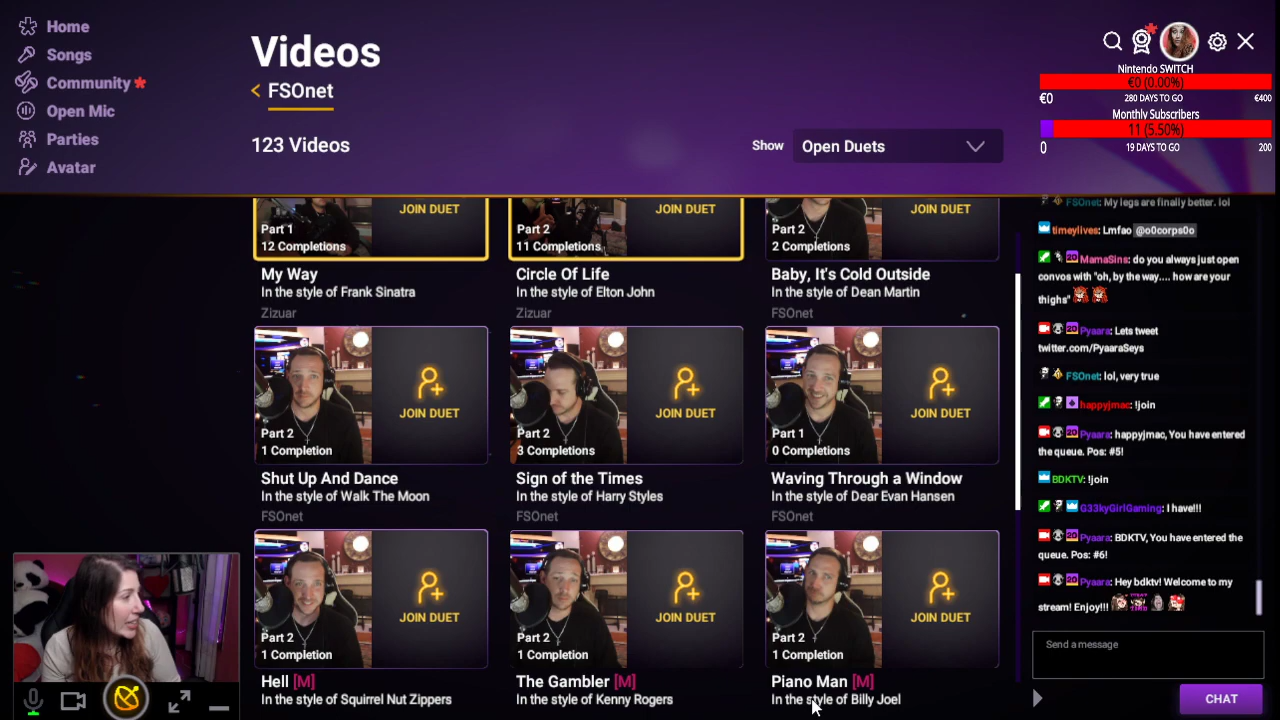 Home
Songs
Community *
Open Mic
Parties
Avatar
Videos
< FSOnet
123 Videos
Show
Open Duets
Nintendo SWITCH
€0 (0.00%)
€0
280 DAYS TO GO
€400
Monthly Subscribers
11 (5.50%)
0
19 DAYS TO GO
200
Part 1
12 Completions
JOIN DUET
Part 2
11 Completions
JOIN DUET
2 Completions
JOIN DUET
My Way
In the style of Frank Sinatra
Zizuar
Circle Of Life
In the style of Elton John
Zizuar
Baby, It's Cold Outside
In the style of Dean Martin
FSOnet
Part 2
1 Completion
JOIN DUET
Part 2
3 Completions
JOIN DUET
Part 1
0 Completions
JOIN DUET
Shut Up And Dance
In the style of Walk The Moon
FSOnet
Sign of the Times
In the style of Harry Styles
FSOnet
Waving Through a Window
In the style of Dear Evan Hansen
FSOnet
Part 2
1 Completion
JOIN DUET
Part 2
1 Completion
JOIN DUET
Part 2
1 Completion
JOIN DUET
Hell [M]
In the style of Squirrel Nut Zippers
The Gambler [M]
In the style of Kenny Rogers
Piano Man [M]
In the style of Billy Joel
FSOnet: My legs are finally better. lol
timeylives: Lmfao @o0corps0o
20 MamaSins: do you always just open
convos with "oh, by the way.... how are your
thighs"
20 Pyaara: Lets tweet
twitter.com/PyaaraSeys
FSOnet: lol, very true
happyjmac: !join
20 Pyaara: happyjmac, You have entered
the queue. Pos: #5!
BDKTV: !join
G33kyGirlGaming: I have!!!
20 Pyaara: BDKTV, You have entered the
queue. Pos: #6!
20 Pyaara: Hey bdktv! Welcome to my
stream! Enjoy!!!
Send a message
CHAT